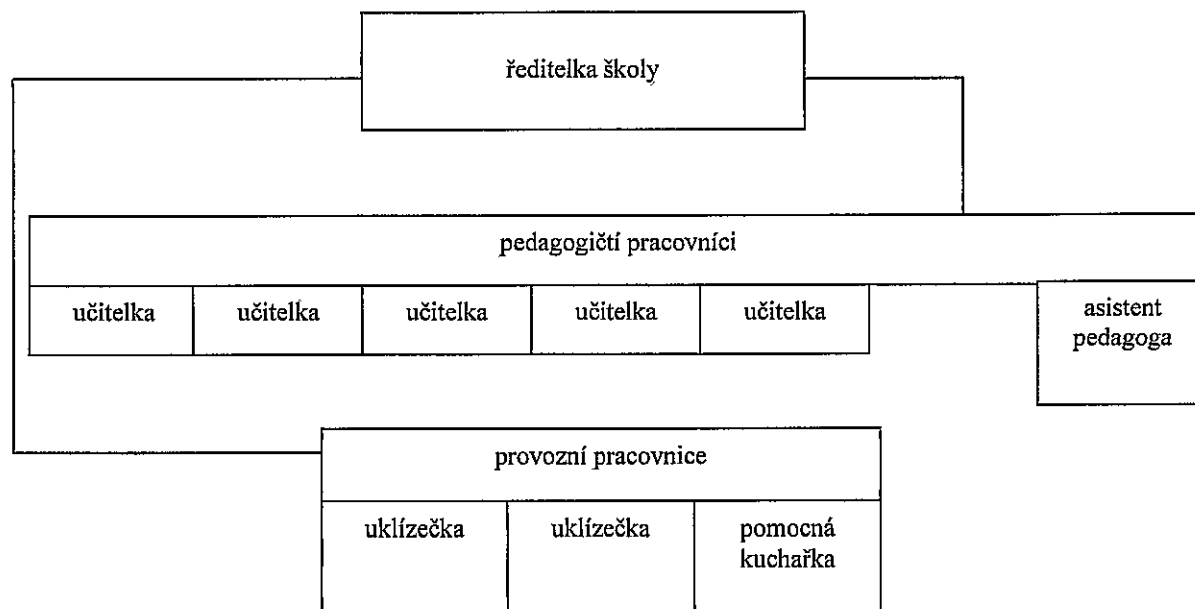 ředitelka školy
pedagogičtí pracovníci
učitelka
učitelka
učitelka
učitelka
učitelka
asistent
pedagoga
provozní pracovnice
uklízečka
uklízečka
pomocná
kuchařka